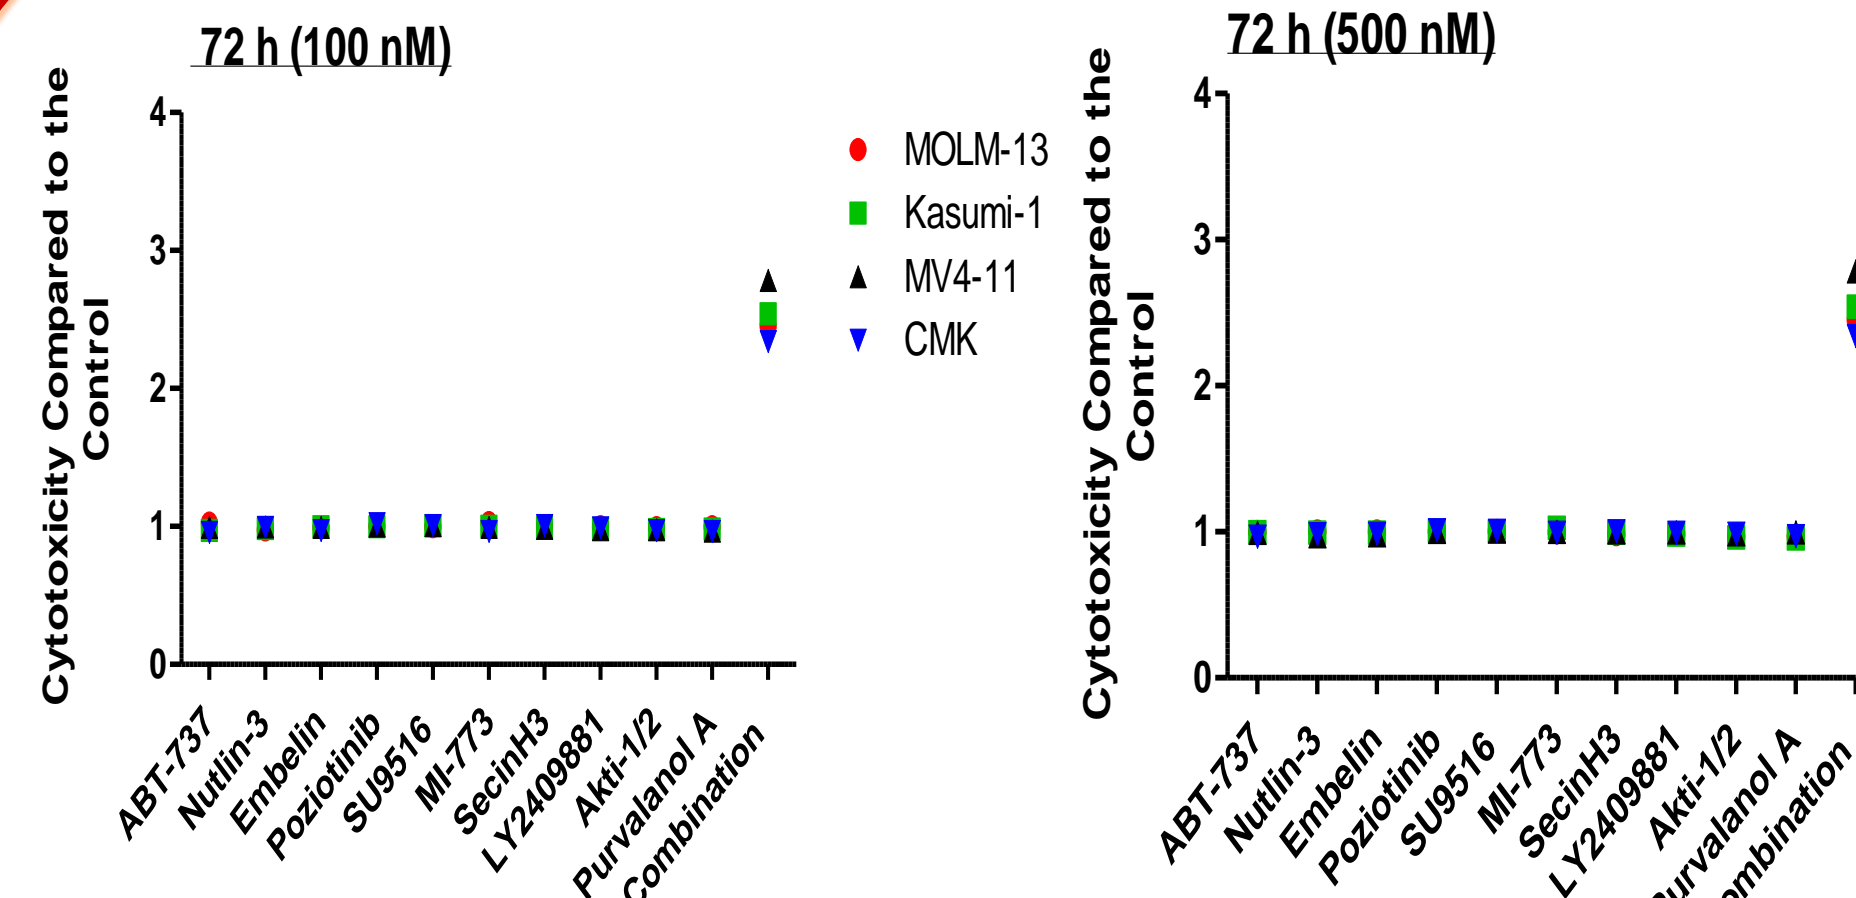 72 h (100 nM)
Cytotoxicity Compared to the
Control
4
3
2
1
0
ABT-737
Nutlin-3
Embelin
Poziotinib
SU9516
MI-773
SecinH3
LY2409881
Akti-1/2
Purvalanol A
Combination
MOLM-13
Kasumi-1
MV4-11
CMK
72 h (500 nM)
Cytotoxicity Compared to the
Control
4
3
2
1
0
ABT-737
Nutlin-3
Embelin
Poziotinib
SU9516
MI-773
SecinH3
LY2409881
Akti-1/2
urvalanol A
ombination